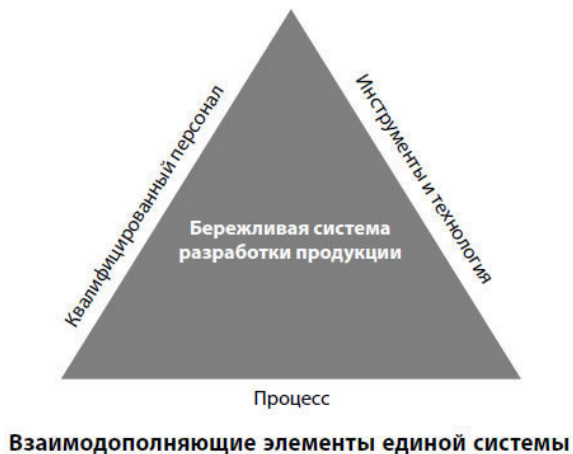 Квалифицированный персонал
Инструменты и технология
Бережливая система
разработки продукции
Процесс
Взаимодополняющие элементы единой системы